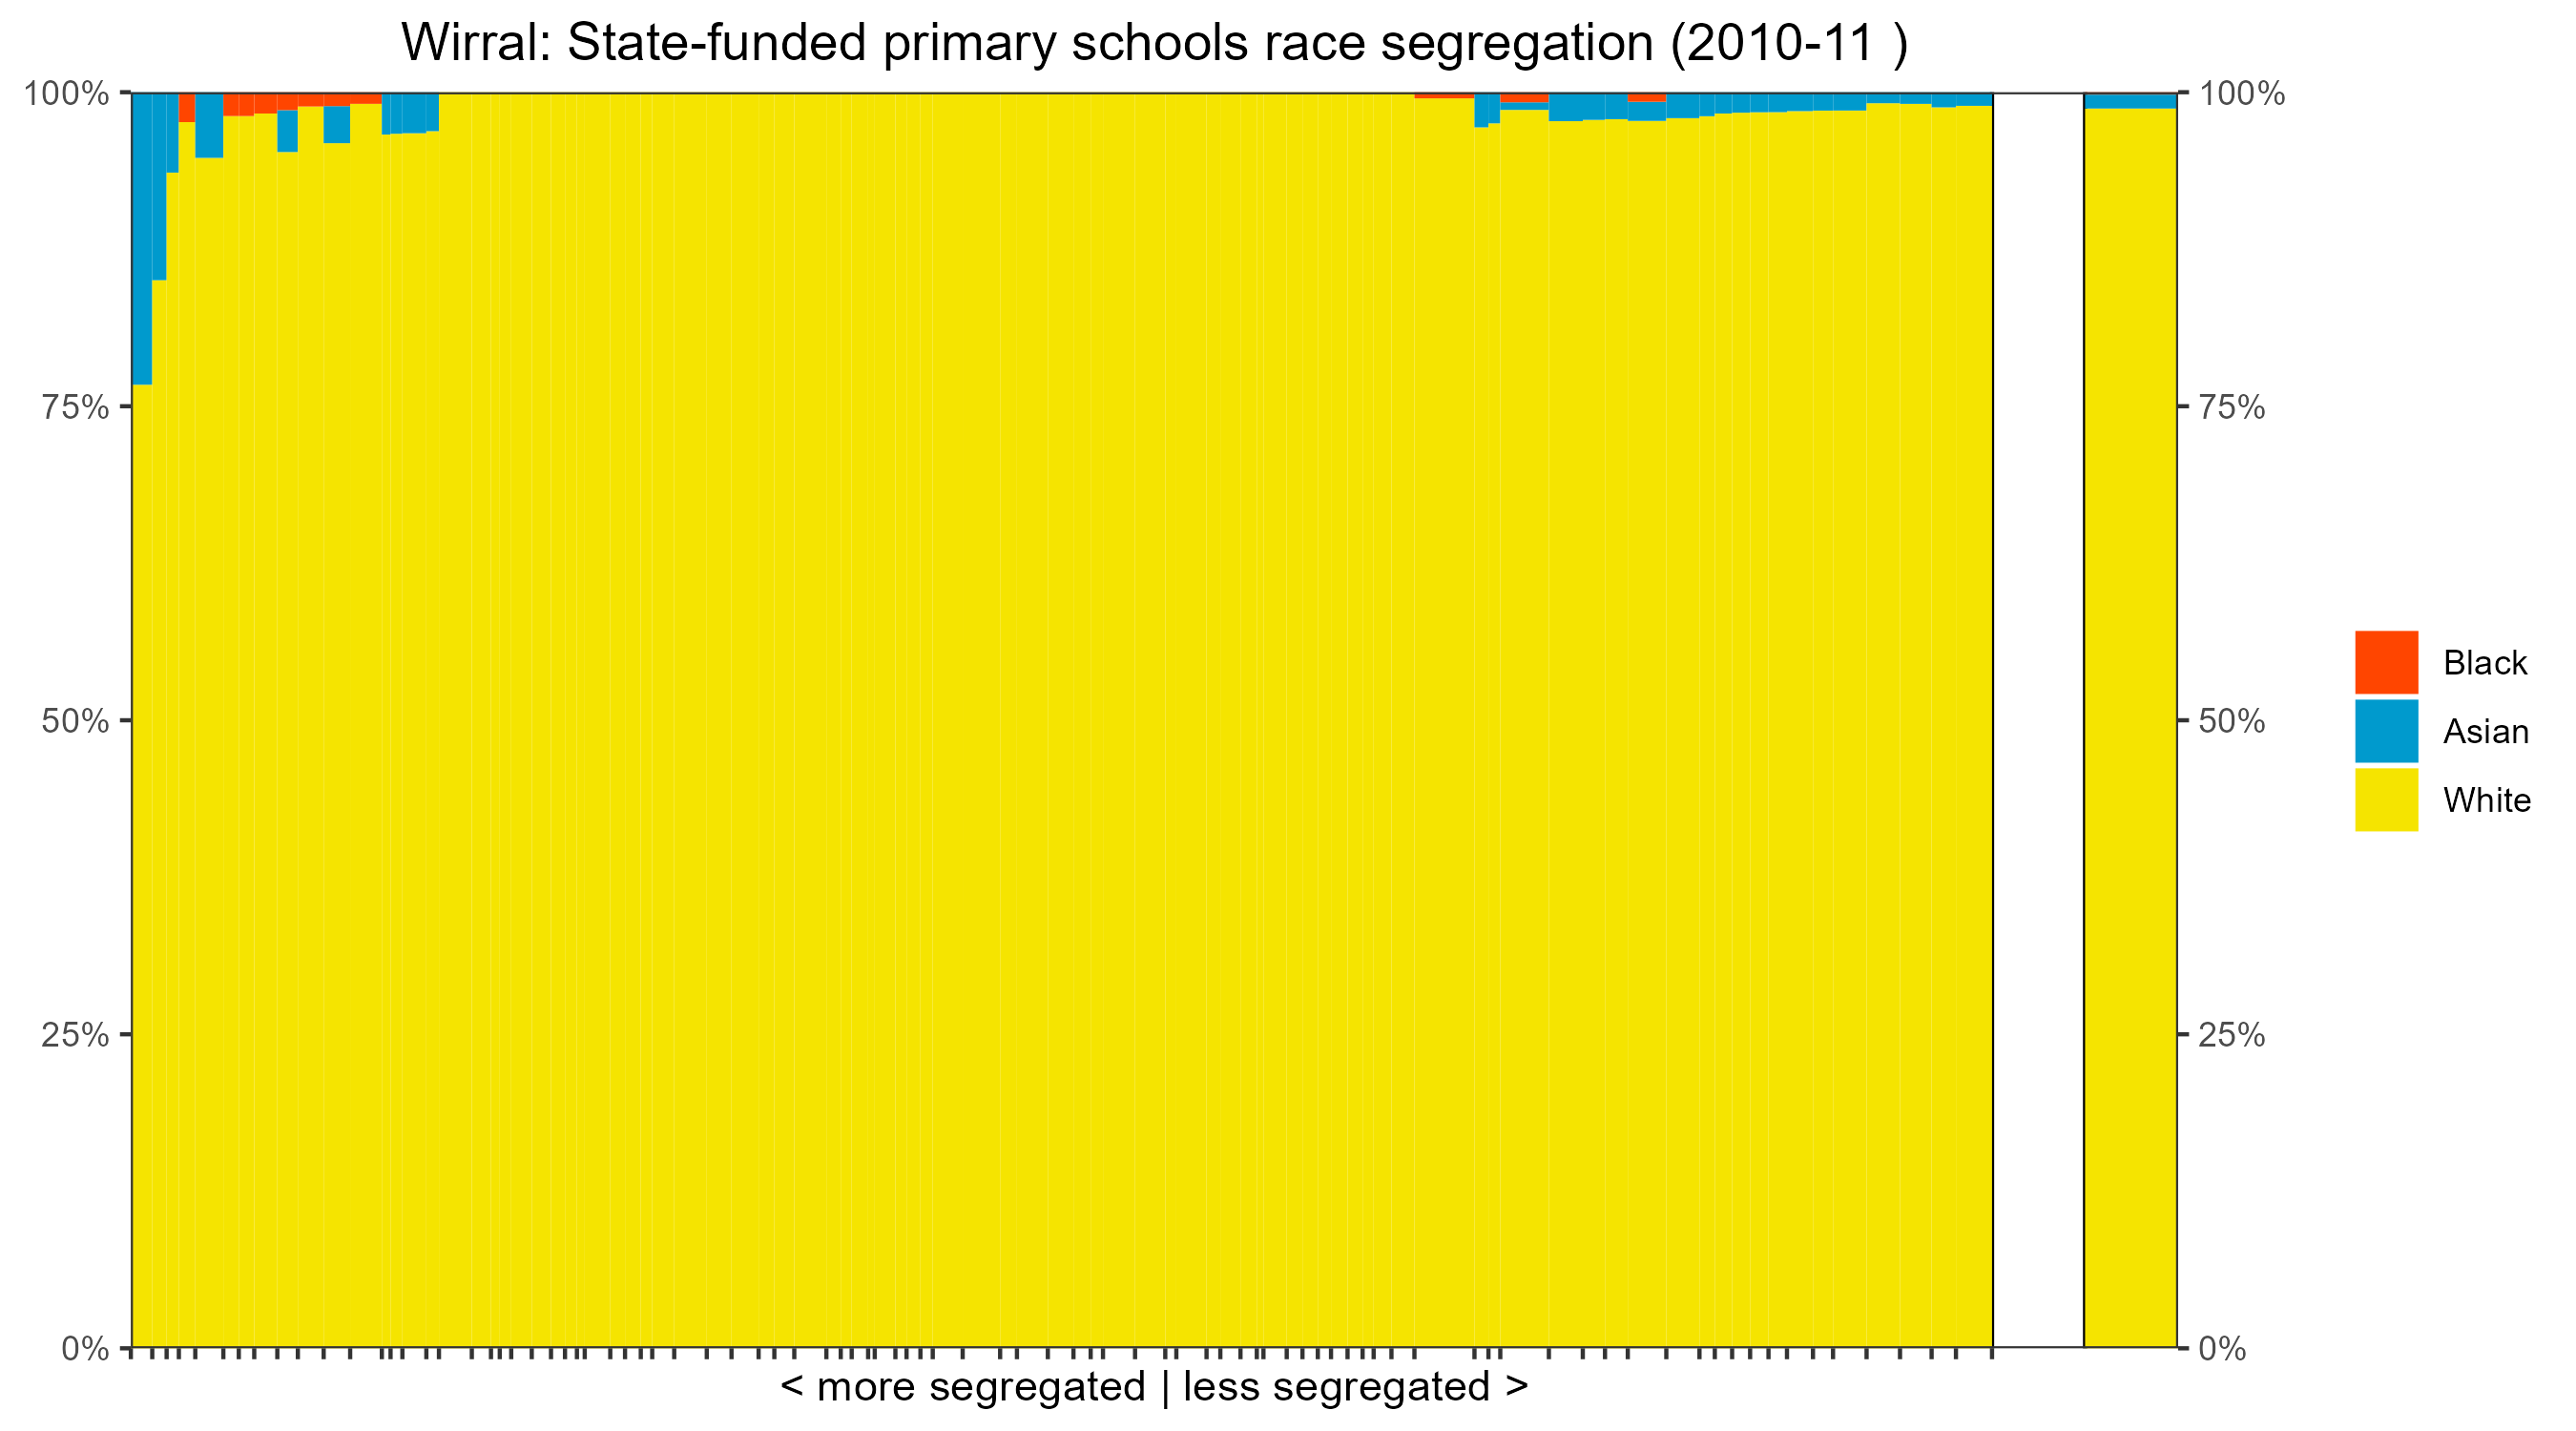 Wirral: State-funded primary schools race segregation (2010-11 )
100%
75%
50%
25%
0%
100%
75%
50%
25%
0%
Black
Asian
White
< more segregated | less segregated >